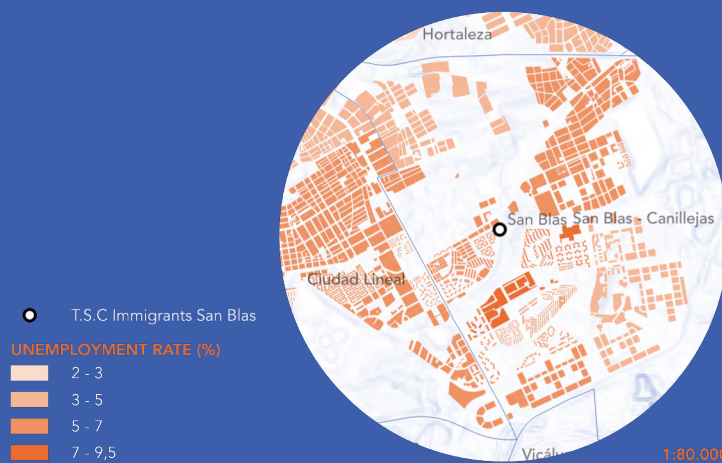 Hortaleza
San Blas San Blas - Canillejas
Ciudad Lineal
T.S.C Immigrants San Blas
UNEMPLOYMENT RATE (%)
2 - 3
3 - 5
5 - 7
7 - 9,5
1:80.000